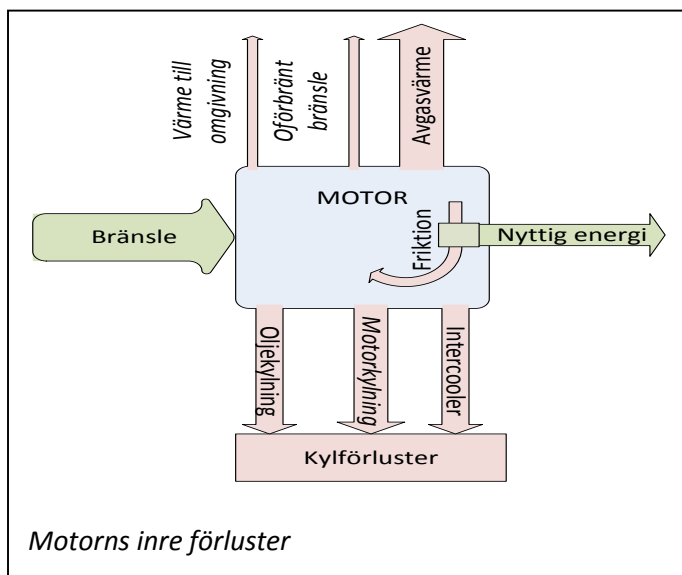 Värme till
omgivning
Oförbränt
bränsle
Avgasvärme
MOTOR
Bränsle
Friktion
Nyttig energi
Oljekylning
Motorkylning
Intercooler
Kylförluster
Motorns inre förluster